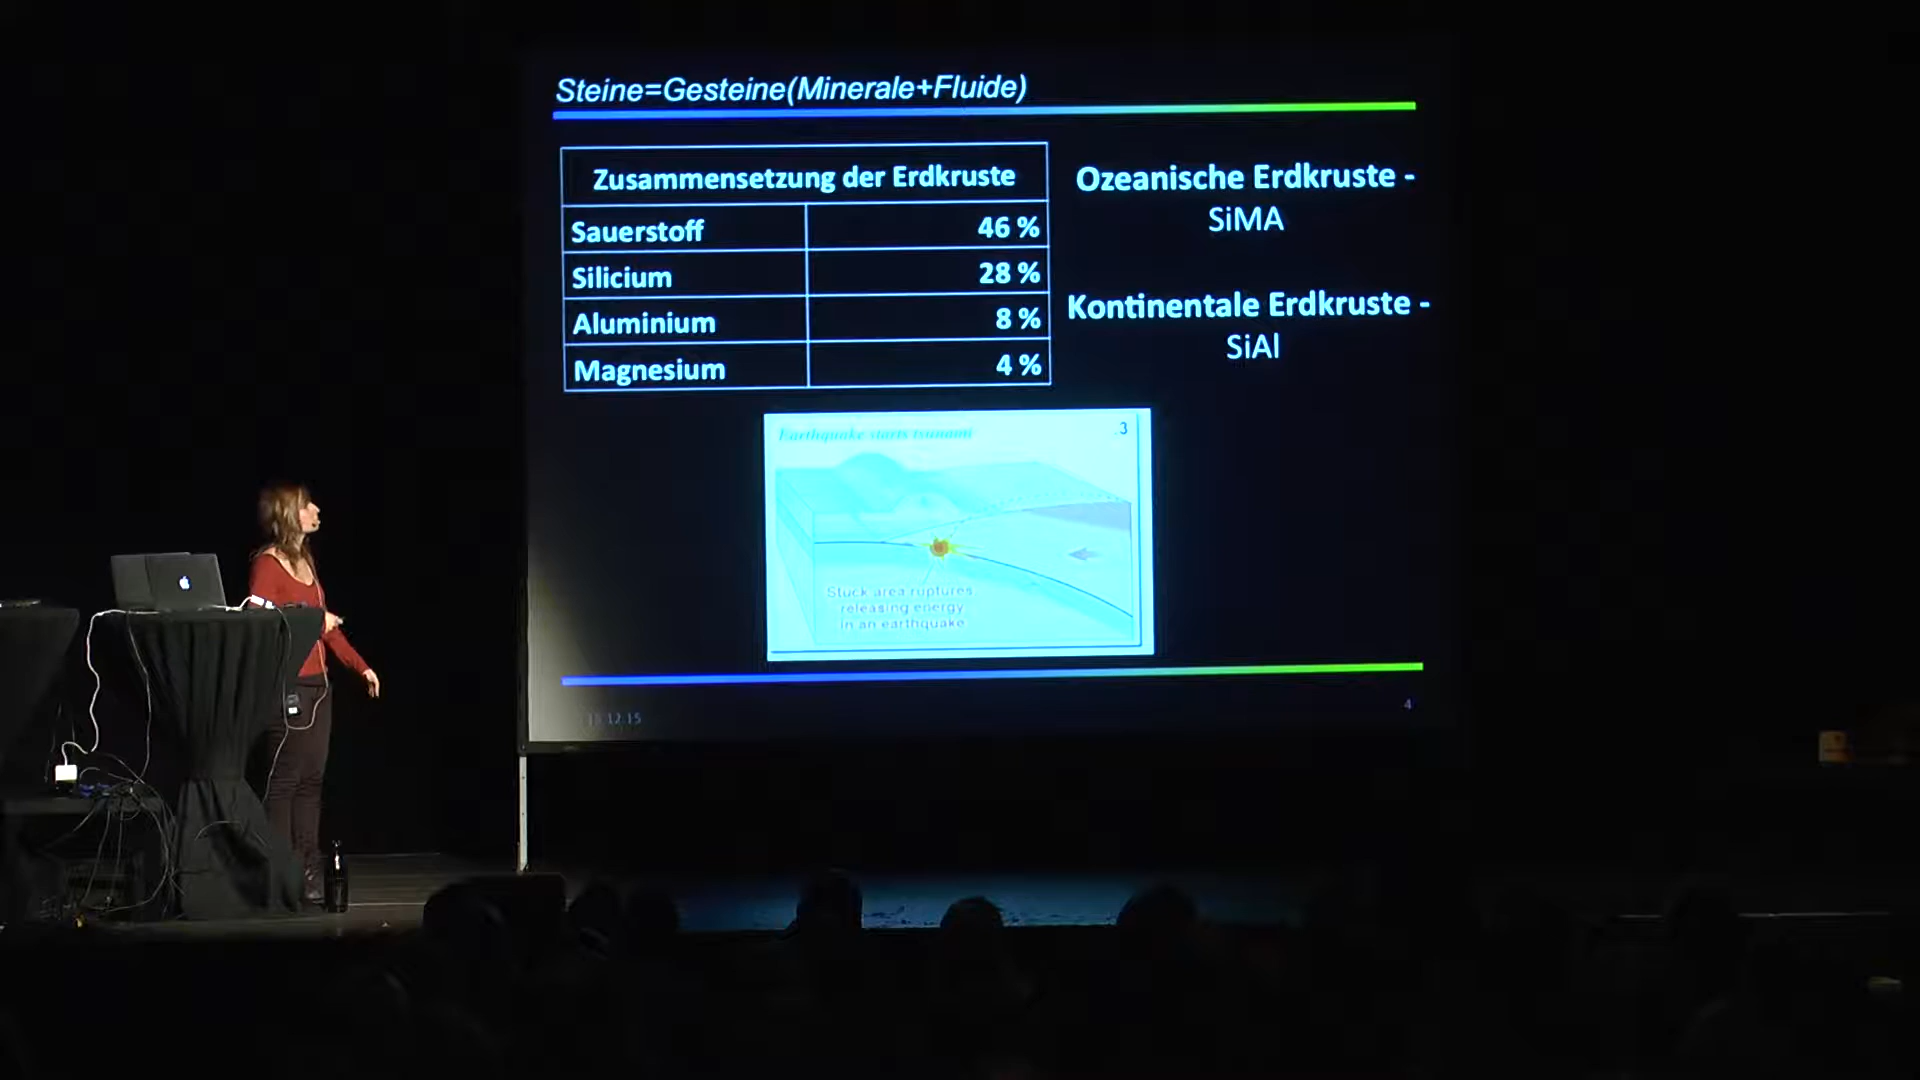 Steine=Gesteine(Minerale+Fluide)
Zusammensetzung der Erdkruste
Sauerstoff 46 %
Silicium 28 %
Aluminium 8 %
Magnesium 4 %
Ozeanische Erdkruste -
SiMA
Kontinentale Erdkruste -
SiAl
Earthquake starts tsunami
3
Stuck area ruptures,
releasing energy
in an earthquake
4